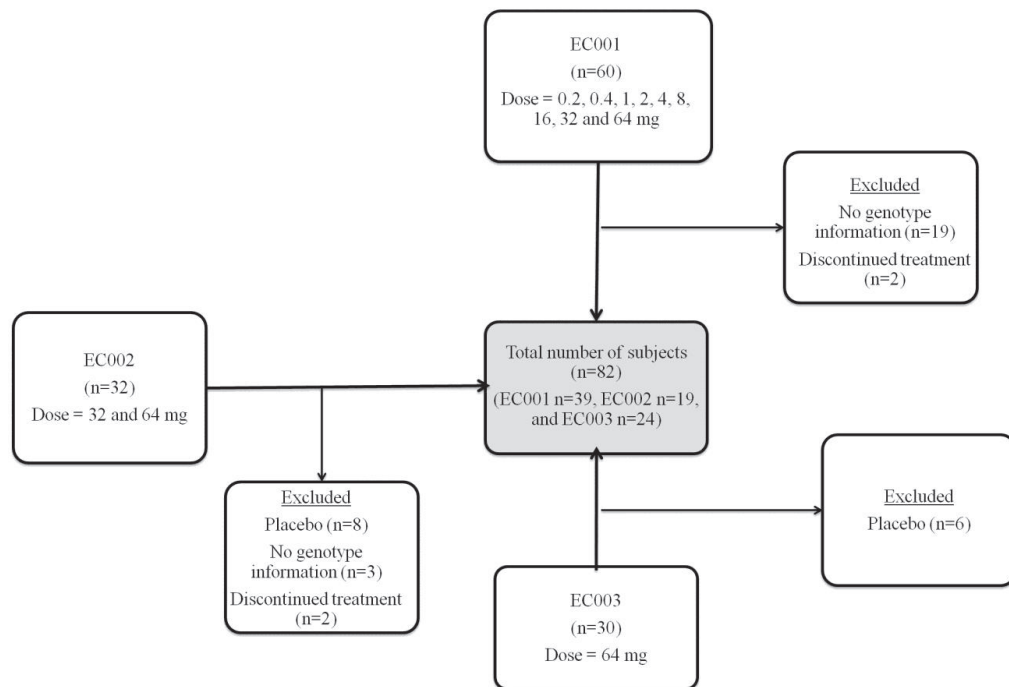 EC001
(n=60)
Dose = 0.2, 0.4, 1, 2, 4, 8,
16, 32 and 64 mg
Excluded
No genotype
information (n=19)
Discontinued treatment
(n=2)
EC002
(n=32)
Dose = 32 and 64 mg
Total number of subjects
(n=82)
(EC001 n=39, EC002 n=19,
and EC003 n=24)
Excluded
Placebo (n=8)
No genotype
information (n=3)
Discontinued treatment
(n=2)
Excluded
Placebo (n=6)
EC003
(n=30)
Dose = 64 mg